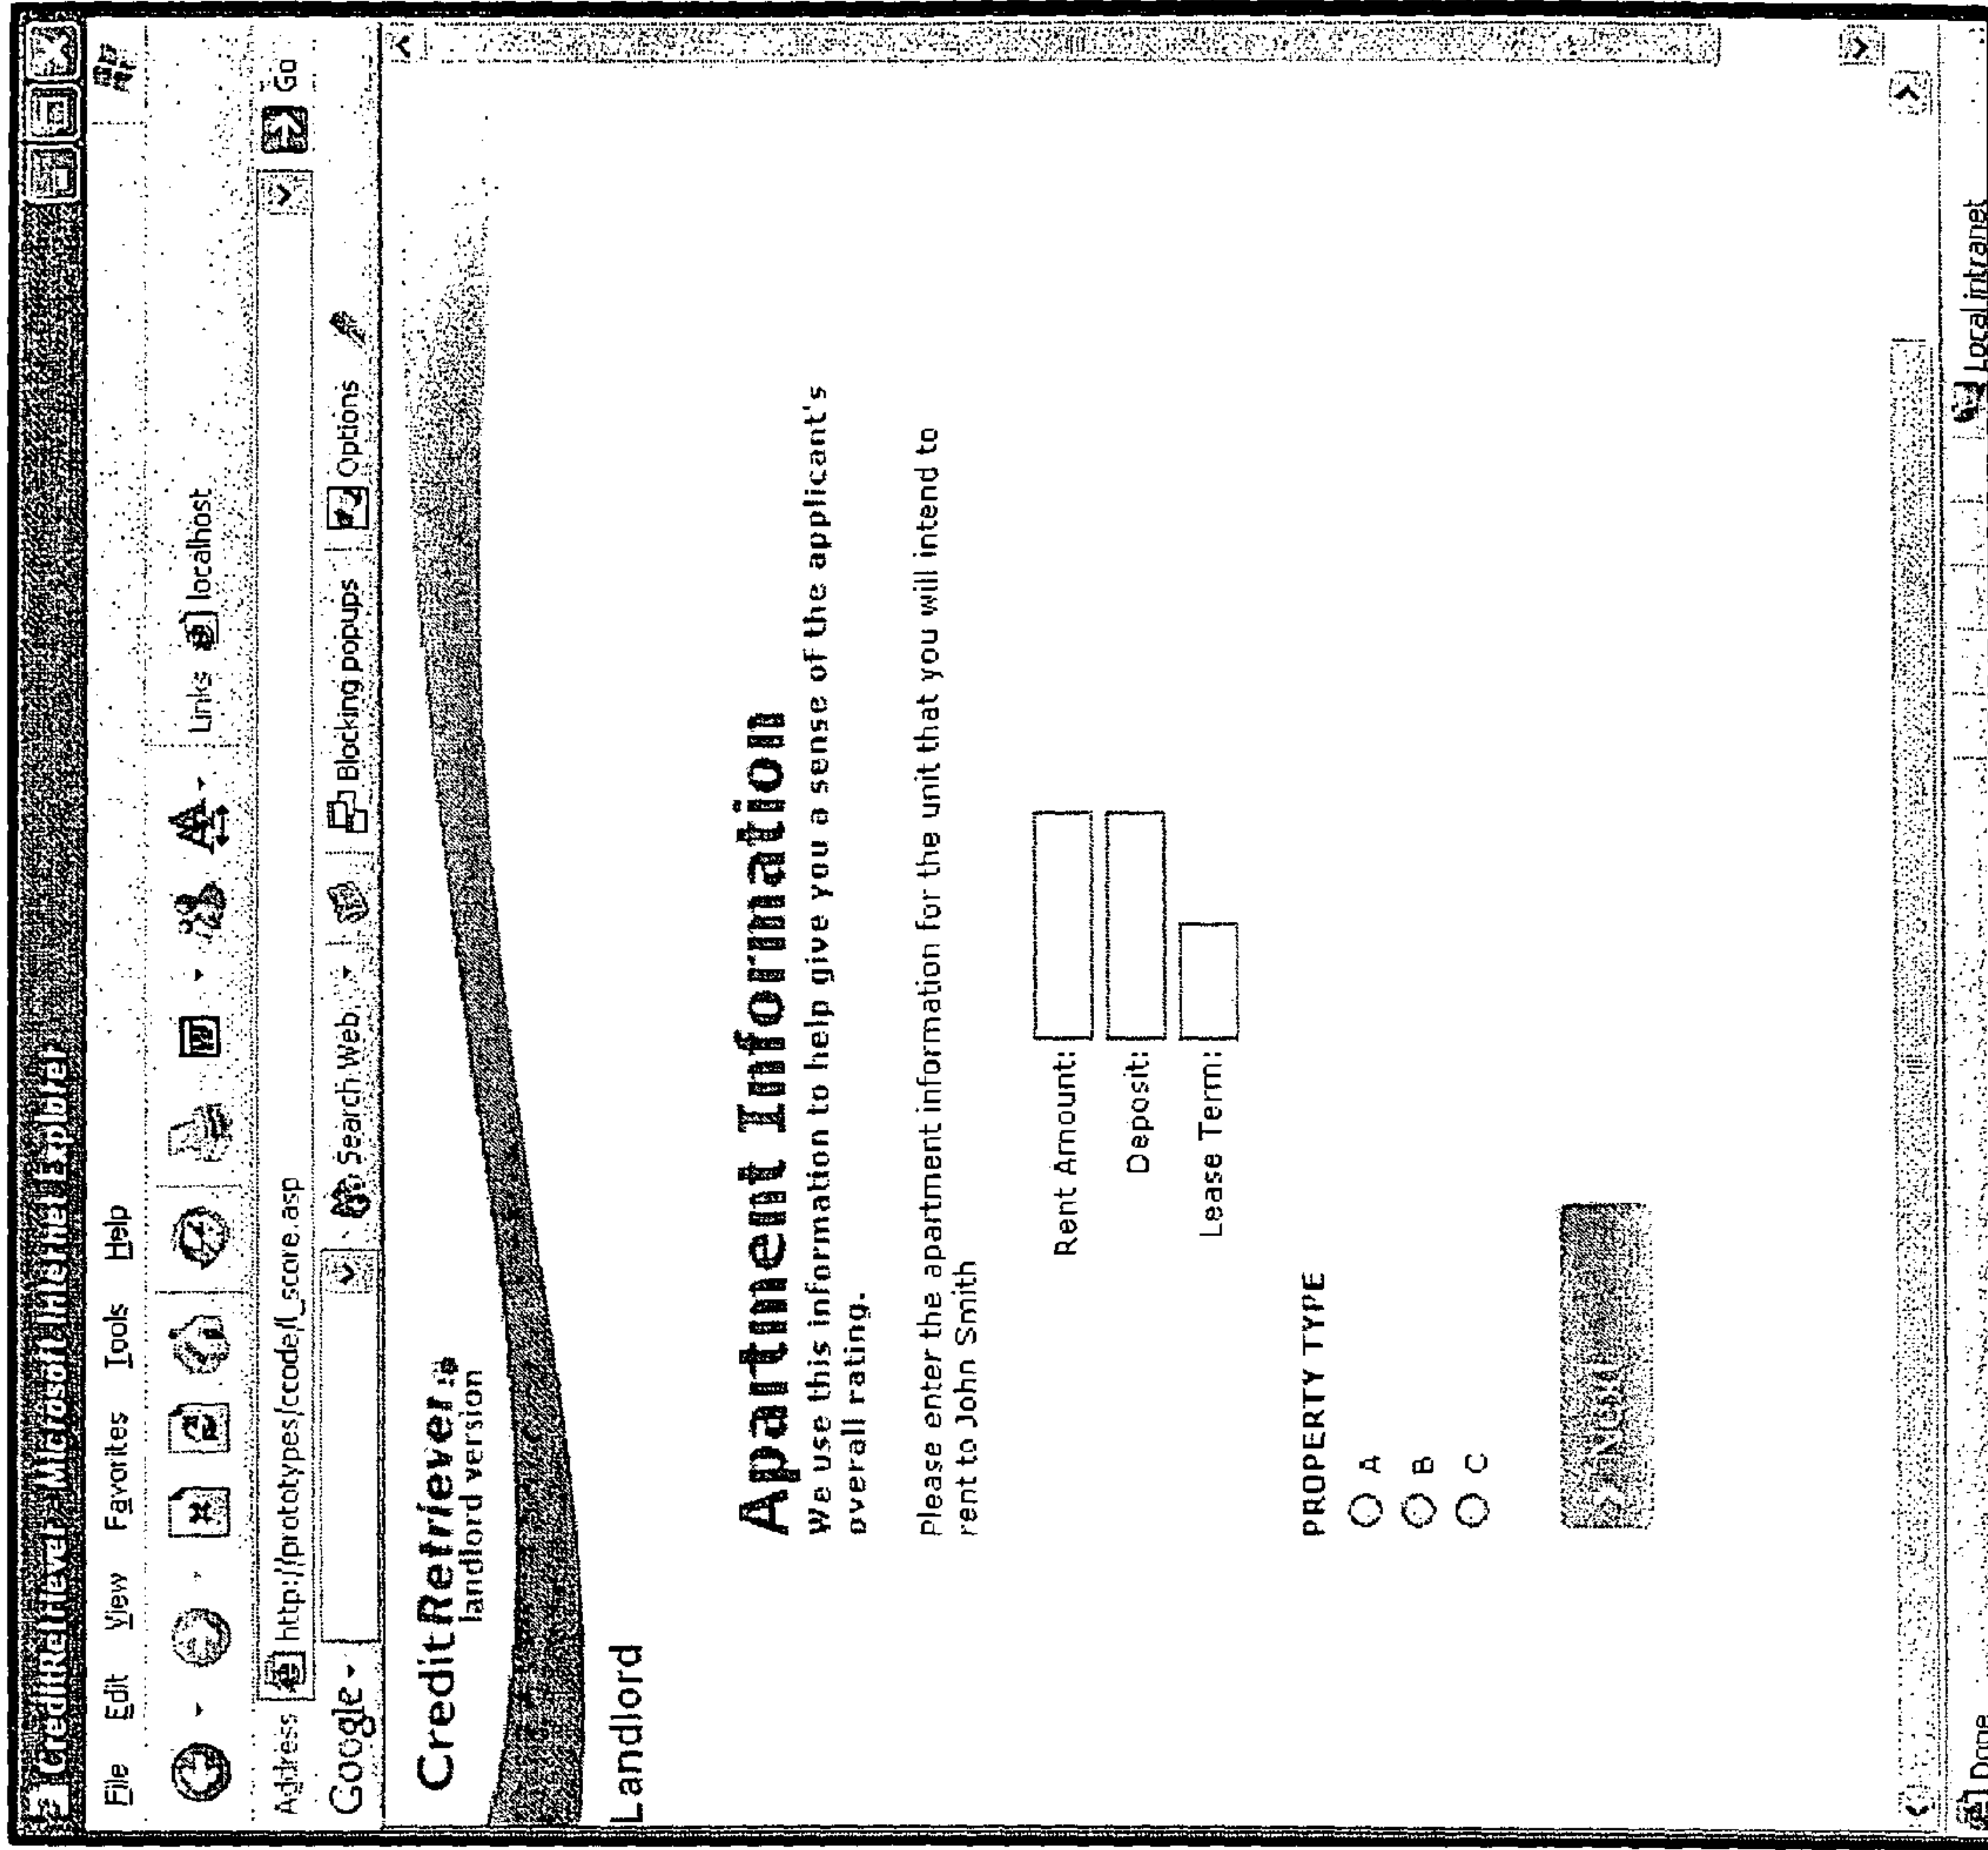 CreditRetriever - Microsoft Internet Explorer
File Edit View Favorites Tools Help
Links localhost
Address http://prototypes/ccode/l_score.asp Go
Google Search Web Blocking popups Options
CreditRetriever
landlord version
Landlord
Apartment Information
We use this information to help give you a sense of the applicant's
overall rating.
Please enter the apartment information for the unit that you will intend to
rent to John Smith
Rent Amount:
Deposit:
Lease Term:
PROPERTY TYPE
A
B
C
> NEXT
Done Local intranet